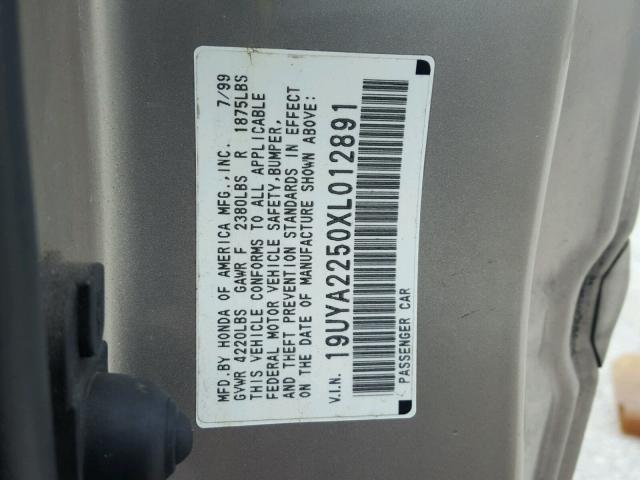 MFD.BY HONDA OF AMERICA MFG.,INC. 7/99
GVWR 4220LBS GAWR F 2380LBS R 1875LBS
THIS VEHICLE CONFORMS TO ALL APPLICABLE
FEDERAL MOTOR VEHICLE SAFETY,BUMPER,
AND THEFT PREVENTION STANDARDS IN EFFECT
ON THE DATE OF MANUFACTURE SHOWN ABOVE:
V.I.N. 19UYA2250XL012891
PASSENGER CAR